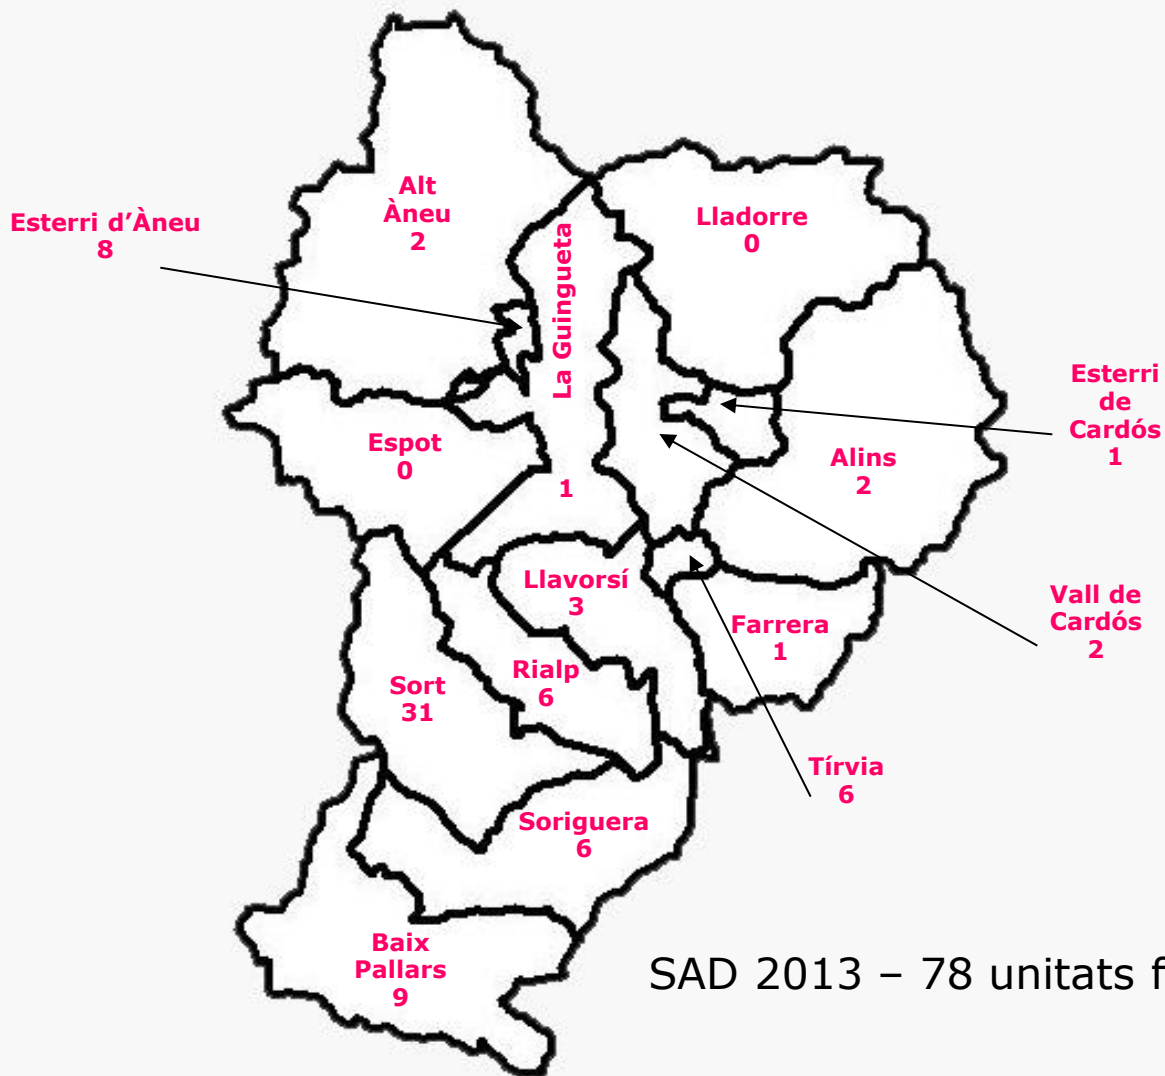 Alt
Àneu
2
Esterri d'Àneu
8
La Guingueta
1
Lladorre
0
Esterri
de
Cardós
1
Espot
0
Alins
2
Llavorsí
3
Vall de
Cardós
2
Farrera
1
Rialp
6
Sort
31
Tírvia
6
Soriguera
6
Baix
Pallars
9
SAD 2013 – 78 unitats f